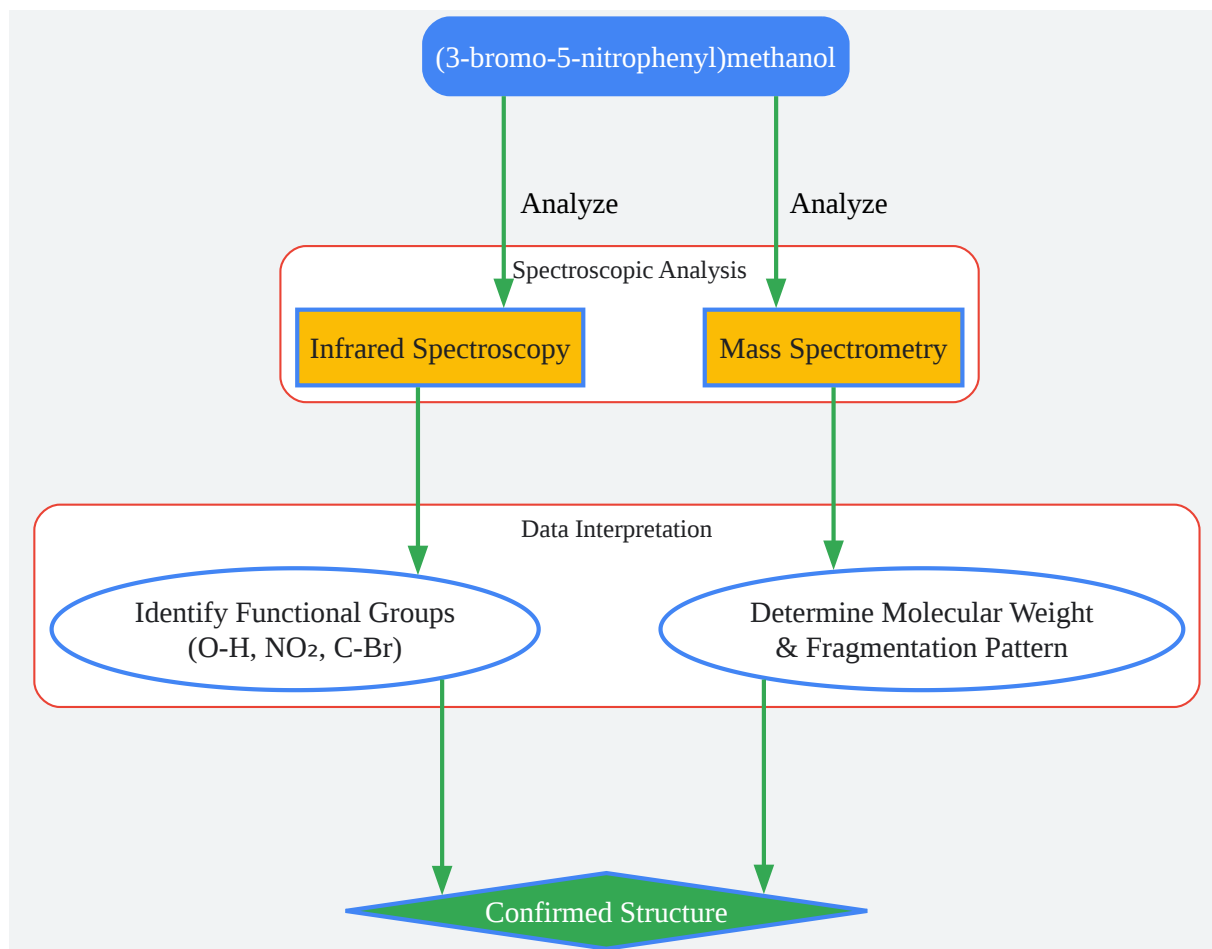 (3-bromo-5-nitrophenyl)methanol
Analyze
Analyze
Spectroscopic Analysis
Infrared Spectroscopy
Mass Spectrometry
Data Interpretation
Identify Functional Groups
(O-H, NO₂, C-Br)
Determine Molecular Weight
& Fragmentation Pattern
Confirmed Structure